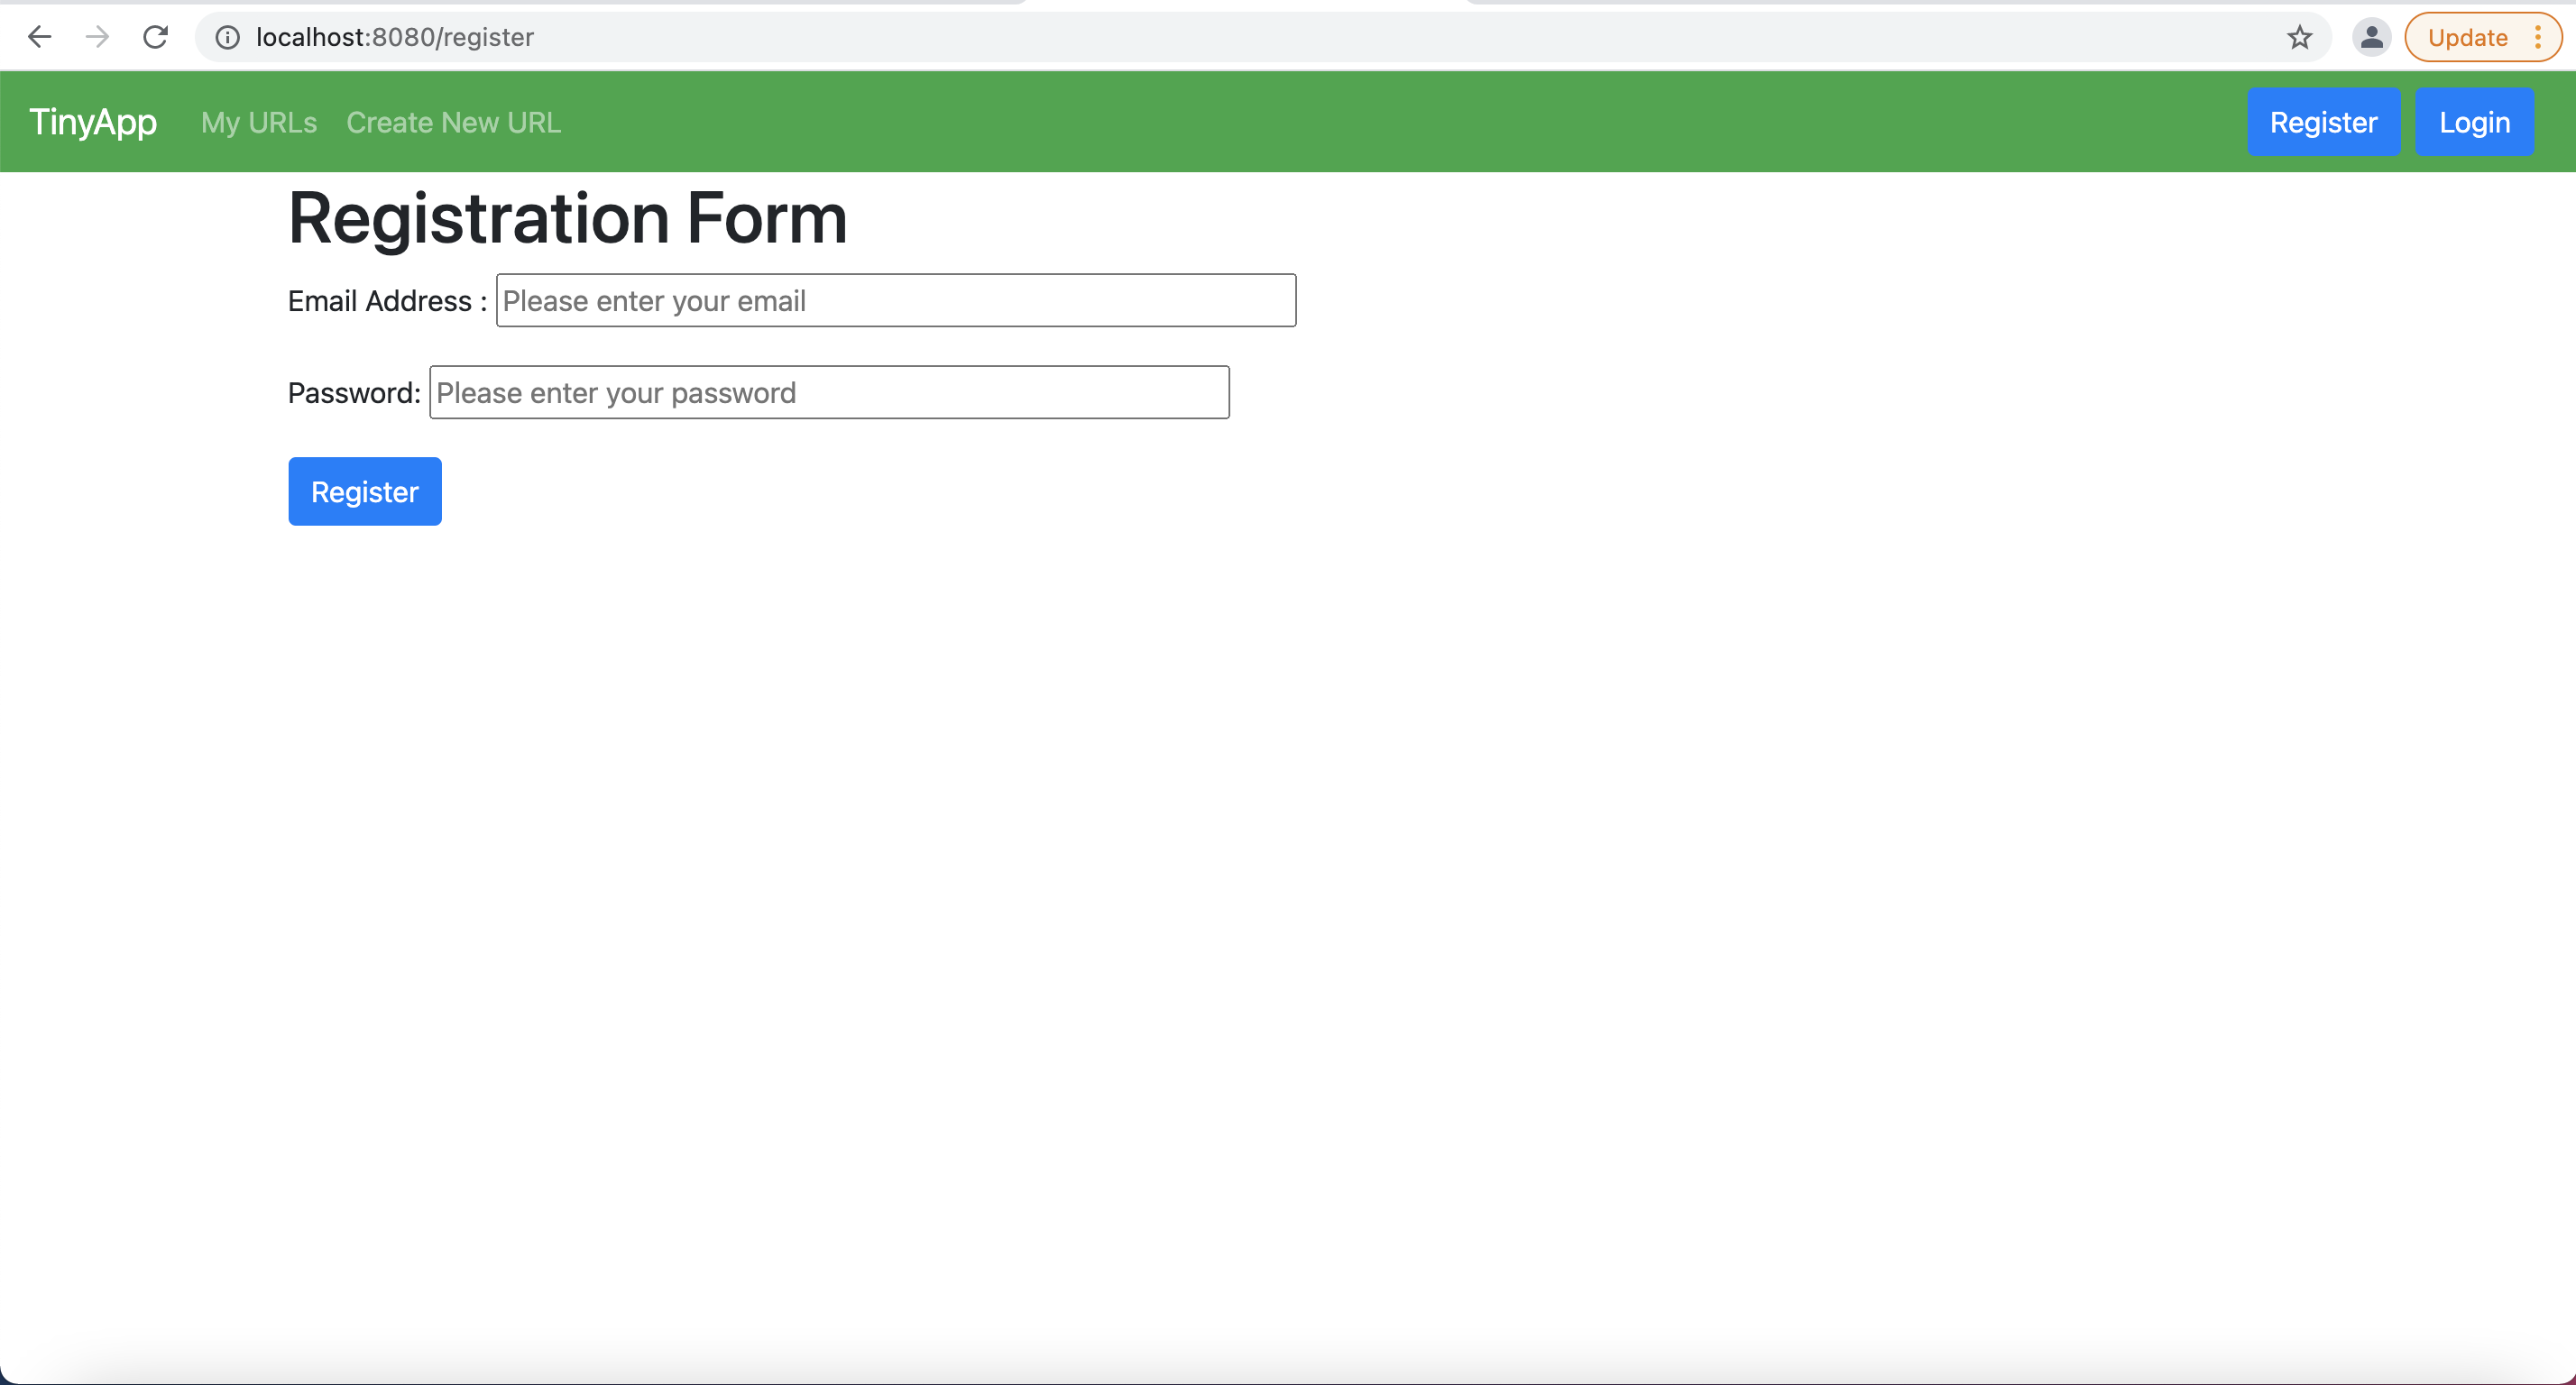 localhost:8080/register
Update
TinyApp My URLs Create New URL Register Login
Registration Form
Email Address : Please enter your email
Password: Please enter your password
Register